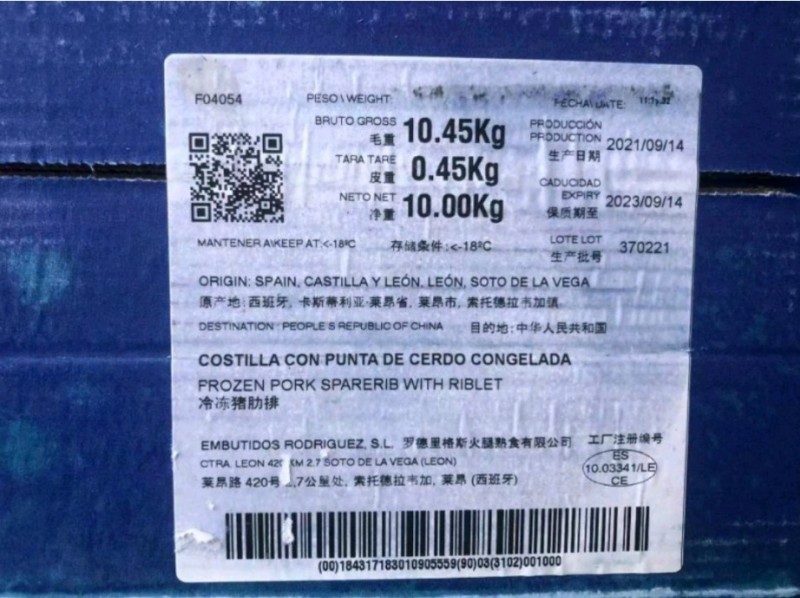 F04054
PESO\WEIGHT:
FECHA\DATE:
BRUTO GROSS
毛重
10.45Kg
PRODUCCIÓN
PRODUCTION
生产日期
2021/09/14
TARA TARE
皮重
0.45Kg
CADUCIDAD
EXPIRY
保质期至
2023/09/14
NETO NET
净重
10.00Kg
MANTENER A\KEEP AT:<-18ºC
存储条件:<-18ºC
LOTE LOT
生产批号
370221
ORIGIN: SPAIN, CASTILLA Y LEÓN, LEÓN, SOTO DE LA VEGA
原产地: 西班牙, 卡斯蒂利亚·莱昂省, 莱昂市, 索托德拉韦加镇
DESTINATION : PEOPLE'S REPUBLIC OF CHINA 目的地: 中华人民共和国
COSTILLA CON PUNTA DE CERDO CONGELADA
FROZEN PORK SPARERIB WITH RIBLET
冷冻猪肋排
EMBUTIDOS RODRIGUEZ, S.L. 罗德里格斯火腿熟食有限公司
工厂注册编号
CTRA. LEON 420 KM 2.7 SOTO DE LA VEGA (LEON)
莱昂路 420号 ,7公里处, 索托德拉韦加, 莱昂 (西班牙)
ES
10.03341/LE
CE
(00)184317183010905559(90)03(3102)001000